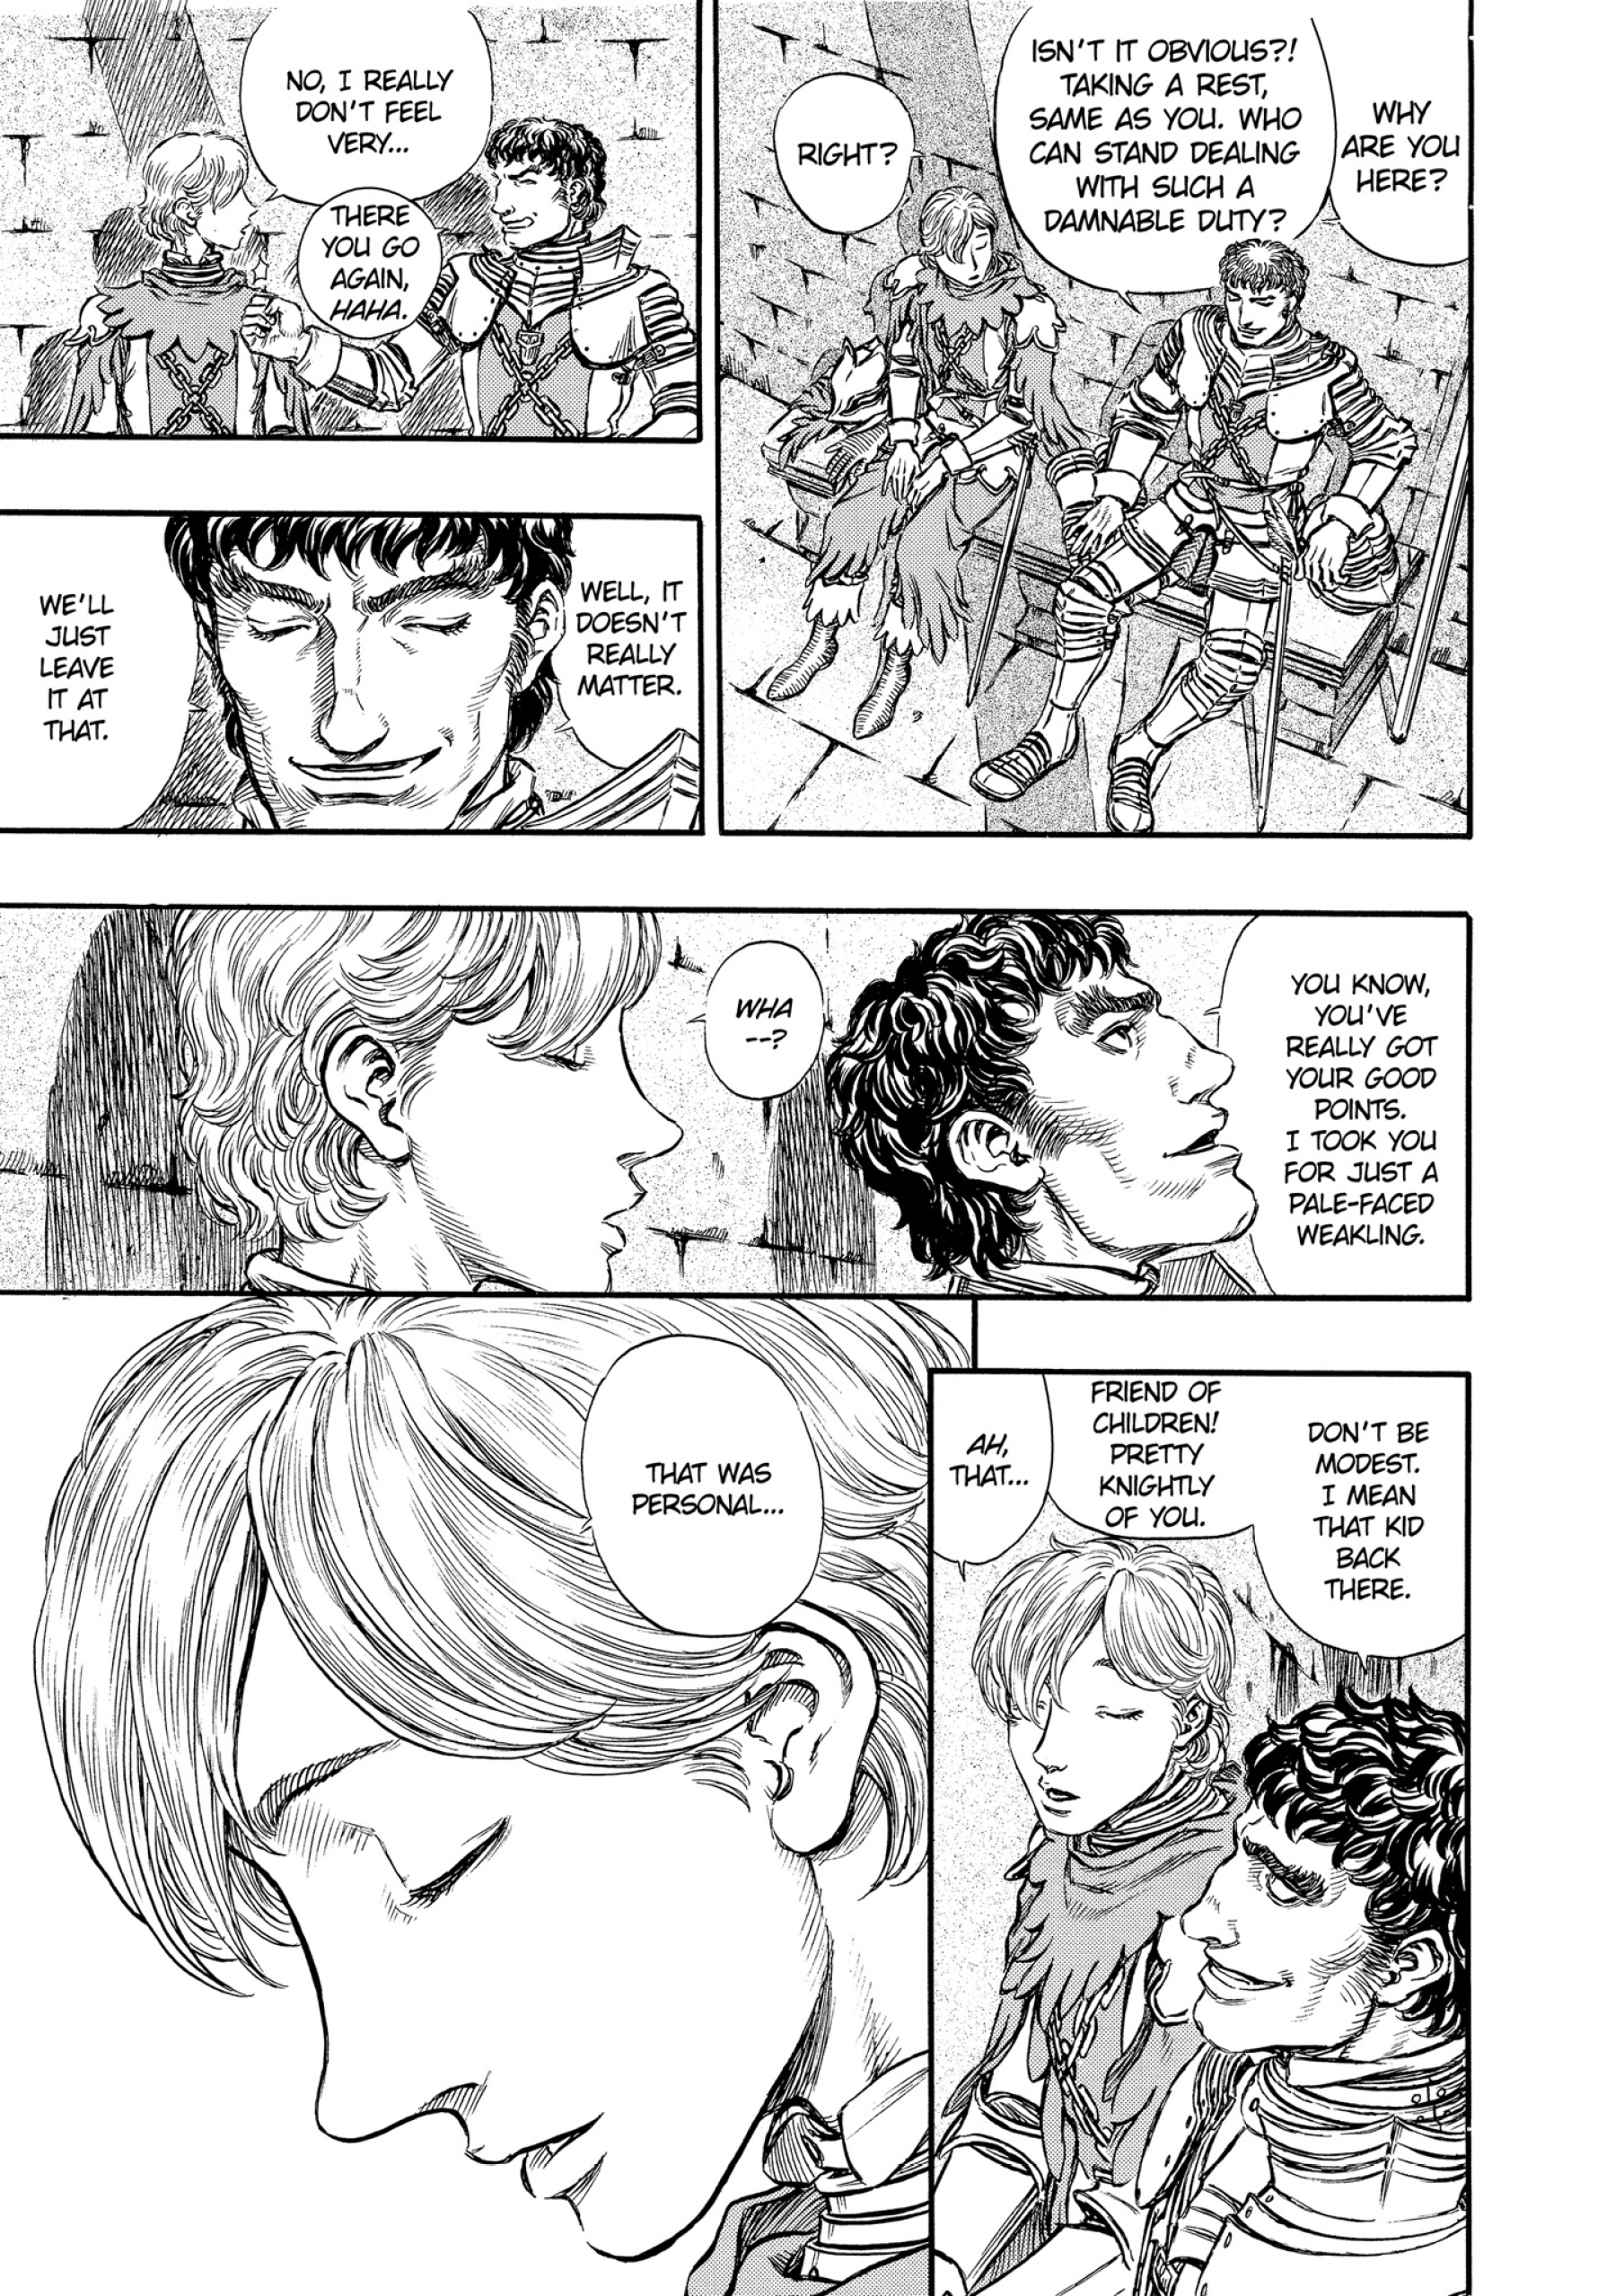 WHY
ARE YOU
HERE?
ISN'T IT OBVIOUS?!
TAKING A REST,
SAME AS YOU. WHO
CAN STAND DEALING
WITH SUCH A
DAMNABLE DUTY?
RIGHT?
NO, I REALLY
DON'T FEEL
VERY...
THERE
YOU GO
AGAIN,
HAHA.
WELL, IT
DOESN'T
REALLY
MATTER.
WE'LL
JUST
LEAVE
IT AT
THAT.
YOU KNOW,
YOU'VE
REALLY GOT
YOUR GOOD
POINTS.
I TOOK YOU
FOR JUST A
PALE-FACED
WEAKLING.
WHA
--?
DON'T BE
MODEST.
I MEAN
THAT KID
BACK
THERE.
FRIEND OF
CHILDREN!
PRETTY
KNIGHTLY
OF YOU.
AH,
THAT...
THAT WAS
PERSONAL...